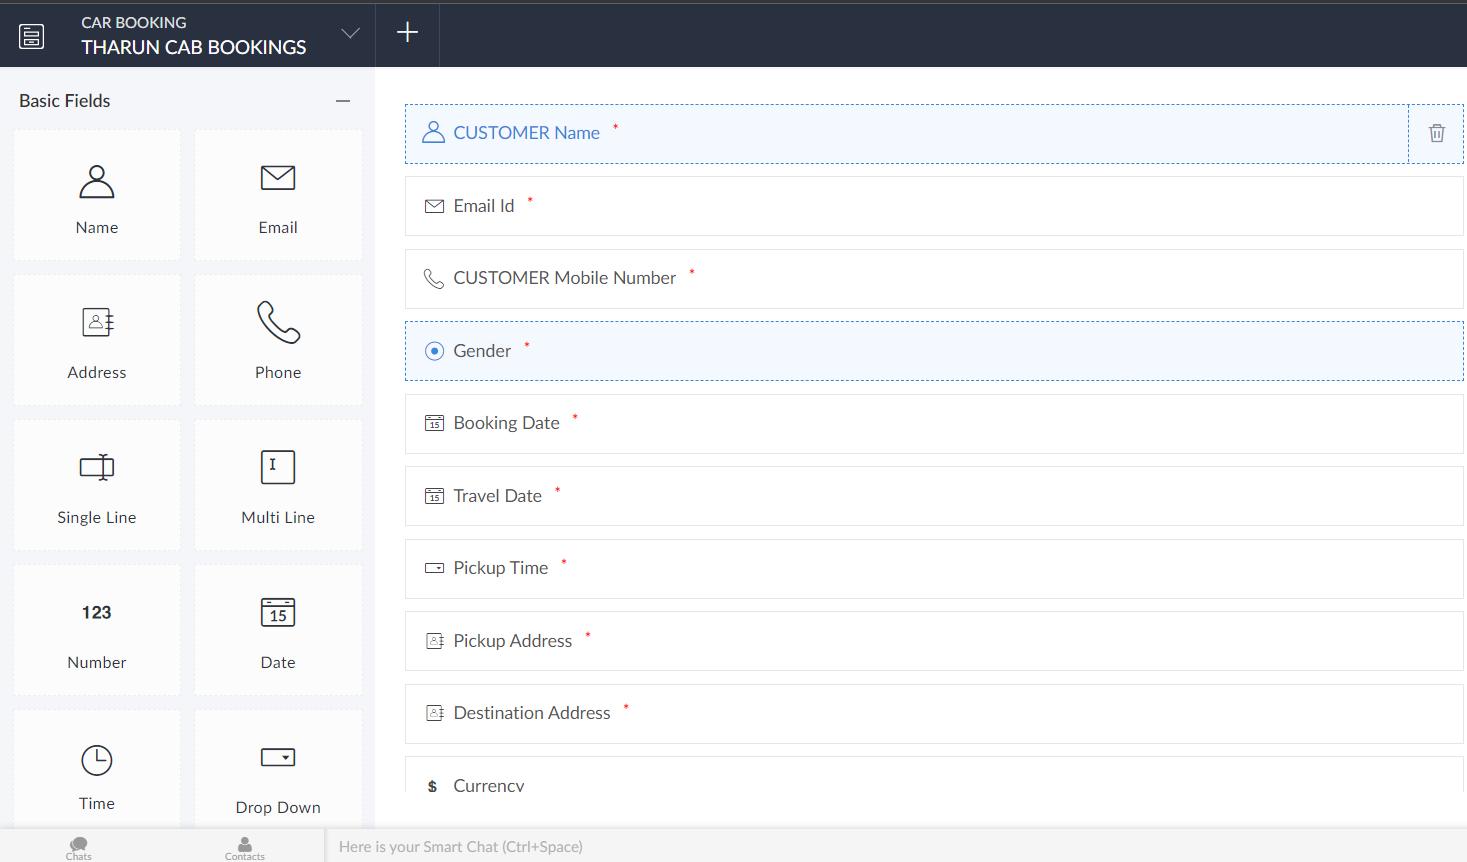 CAR BOOKING
THARUN CAB BOOKINGS
Basic Fields
Name
Email
Address
Phone
Single Line
Multi Line
123
Number
15
Date
Time
Drop Down
CUSTOMER Name *
Email Id *
CUSTOMER Mobile Number *
Gender *
15 Booking Date *
15 Travel Date *
Pickup Time *
Pickup Address *
Destination Address *
$ Currency
Chats
Contacts
Here is your Smart Chat (Ctrl+Space)